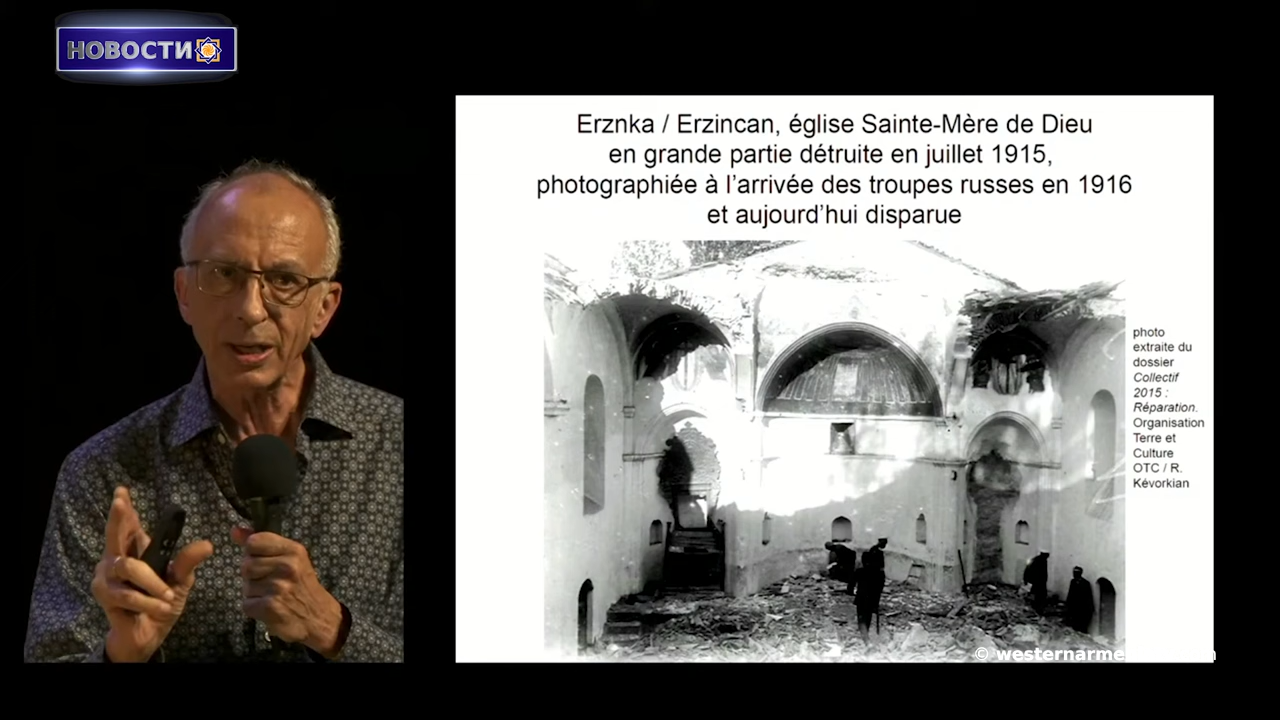 НОВОСТИ
Erznka / Erzincan, église Sainte-Mère de Dieu
en grande partie détruite en juillet 1915,
photographiée à l’arrivée des troupes russes en 1916
et aujourd’hui disparue
photo
extraite du
dossier
Collectif
2015 :
Réparation.
Organisation
Terre et
Culture
OTC / R.
Kévorkian
©